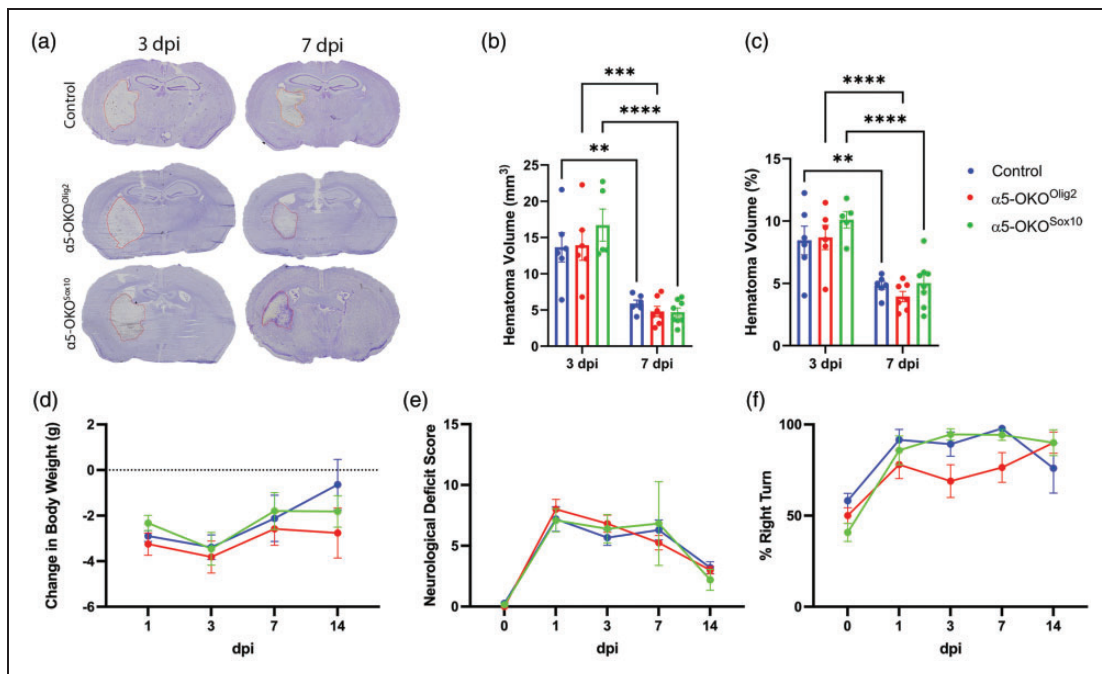 (a)
3 dpi 7 dpi
Control
α5-OKO^Olig2
α5-OKO^Sox10
(b)
***
****
**
Hematoma Volume (mm³)
25
20
15
10
5
0
3 dpi 7 dpi
(c)
****
****
**
Hematoma Volume (%)
15
10
5
0
3 dpi 7 dpi
Control
α5-OKO^Olig2
α5-OKO^Sox10
(d)
Change in Body Weight (g)
2
0
-2
-4
-6
1 3 7 14
dpi
(e)
Neurological Deficit Score
15
10
5
0
0 1 3 7 14
dpi
(f)
% Right Turn
100
50
0
0 1 3 7 14
dpi